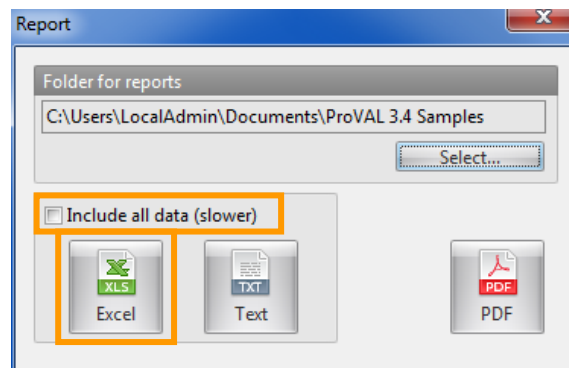 Report
X
Folder for reports
C:\Users\LocalAdmin\Documents\ProVAL 3.4 Samples
Select...
Include all data (slower)
XLS
TXT
PDF
Excel
Text
PDF